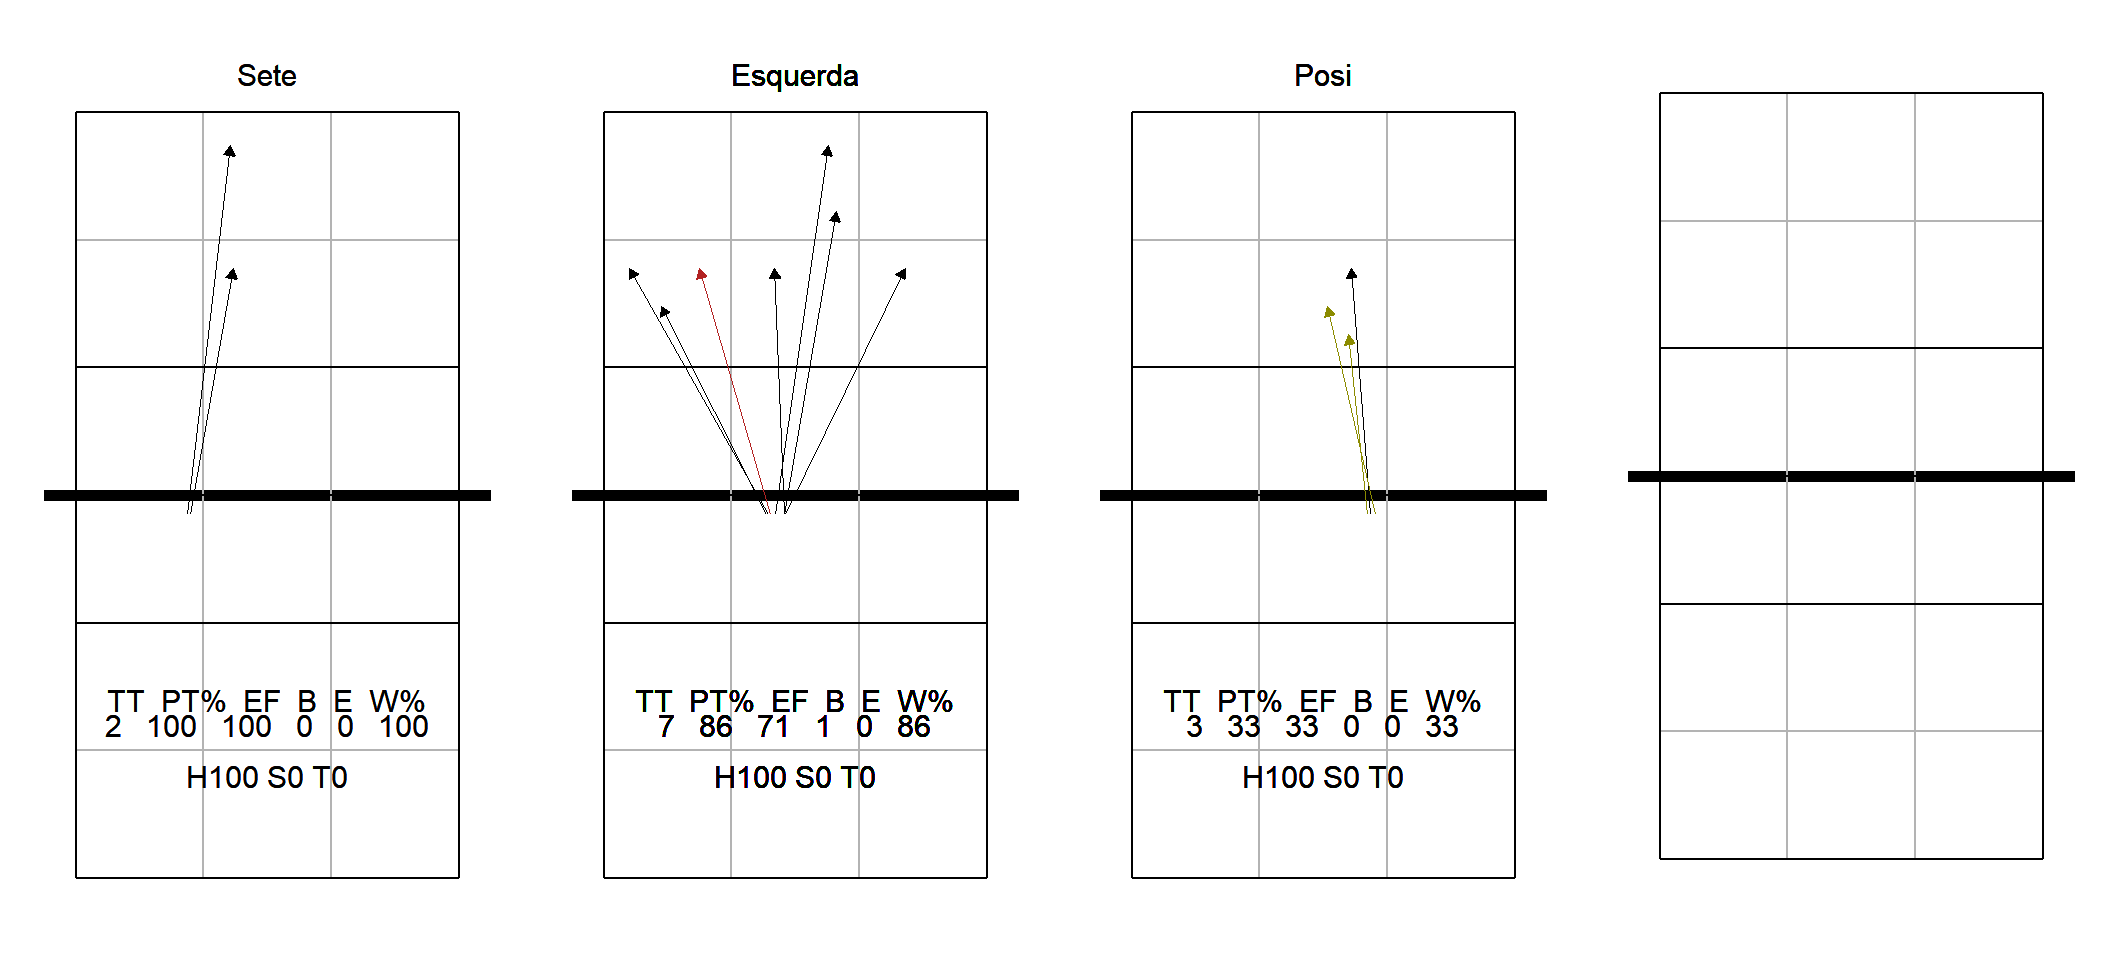 Sete
TT PT% EF B E W%
2 100 100 0 0 100
H100 S0 T0
Esquerda
TT PT% EF B E W%
7 86 71 1 0 86
H100 S0 T0
Posi
TT PT% EF B E W%
3 33 33 0 0 33
H100 S0 T0